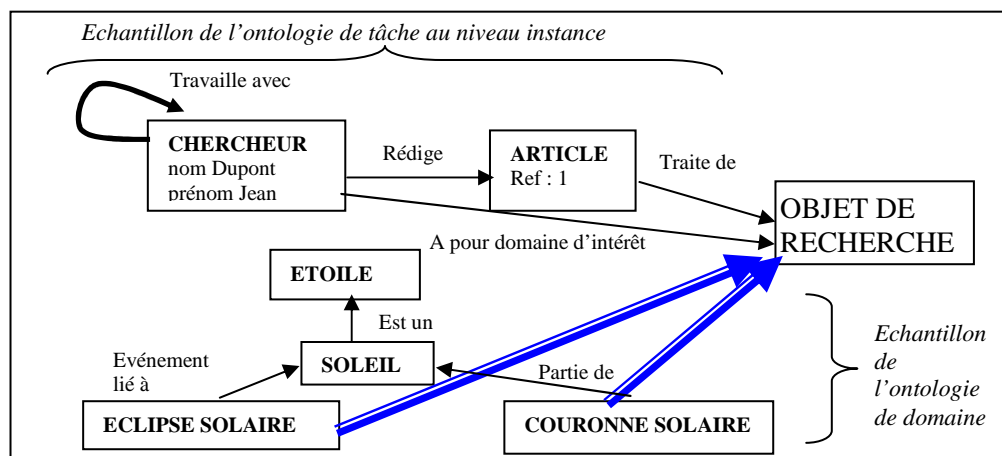 Echantillon de l'ontologie de tâche au niveau instance
Travaille avec
CHERCHEUR
nom Dupont
prénom Jean
Rédige
ARTICLE
Ref : 1
Traite de
OBJET DE
RECHERCHE
A pour domaine d'intérêt
ETOILE
Est un
SOLEIL
Evénement
lié à
Partie de
ECLIPSE SOLAIRE
COURONNE SOLAIRE
Echantillon
de
l'ontologie
de domaine